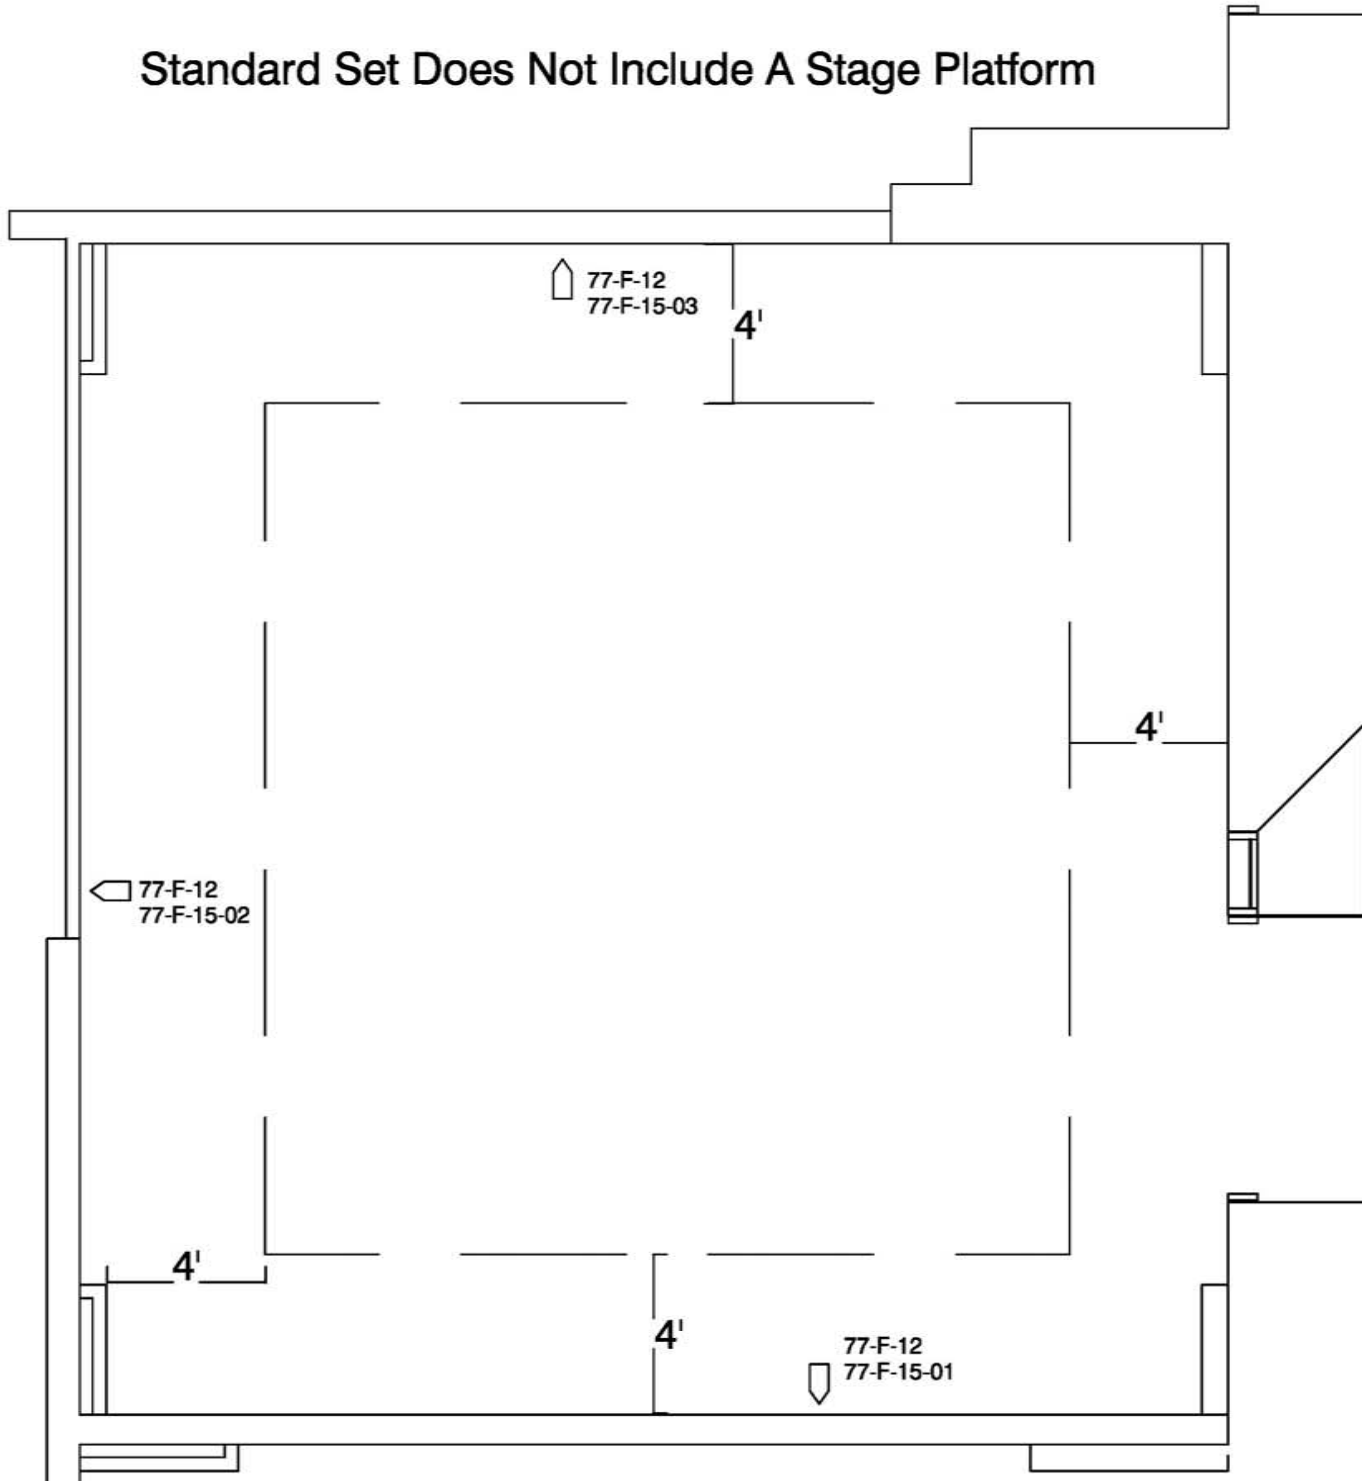 Standard Set Does Not Include A Stage Platform
77-F-12
77-F-15-03
4'
4'
77-F-12
77-F-15-02
4'
4'
77-F-12
77-F-15-01